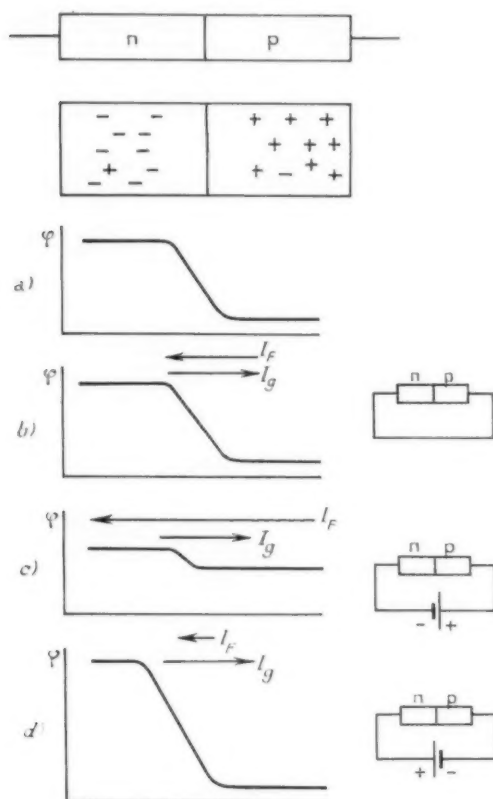 n p
− −
− −
− −
+ −
− −
+ + +
+ + +
+ − + +
φ
a)
I_F
I_g
φ
b)
n p
I_F
φ
I_g
c)
n p
− +
I_F
φ
I_g
d)
n p
+ −